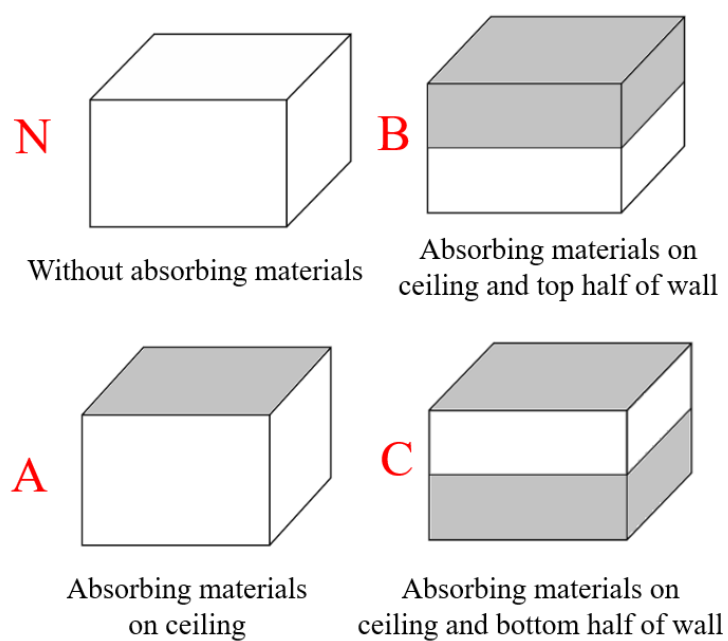 N
Without absorbing materials
B
Absorbing materials on
ceiling and top half of wall
A
Absorbing materials
on ceiling
C
Absorbing materials on
ceiling and bottom half of wall